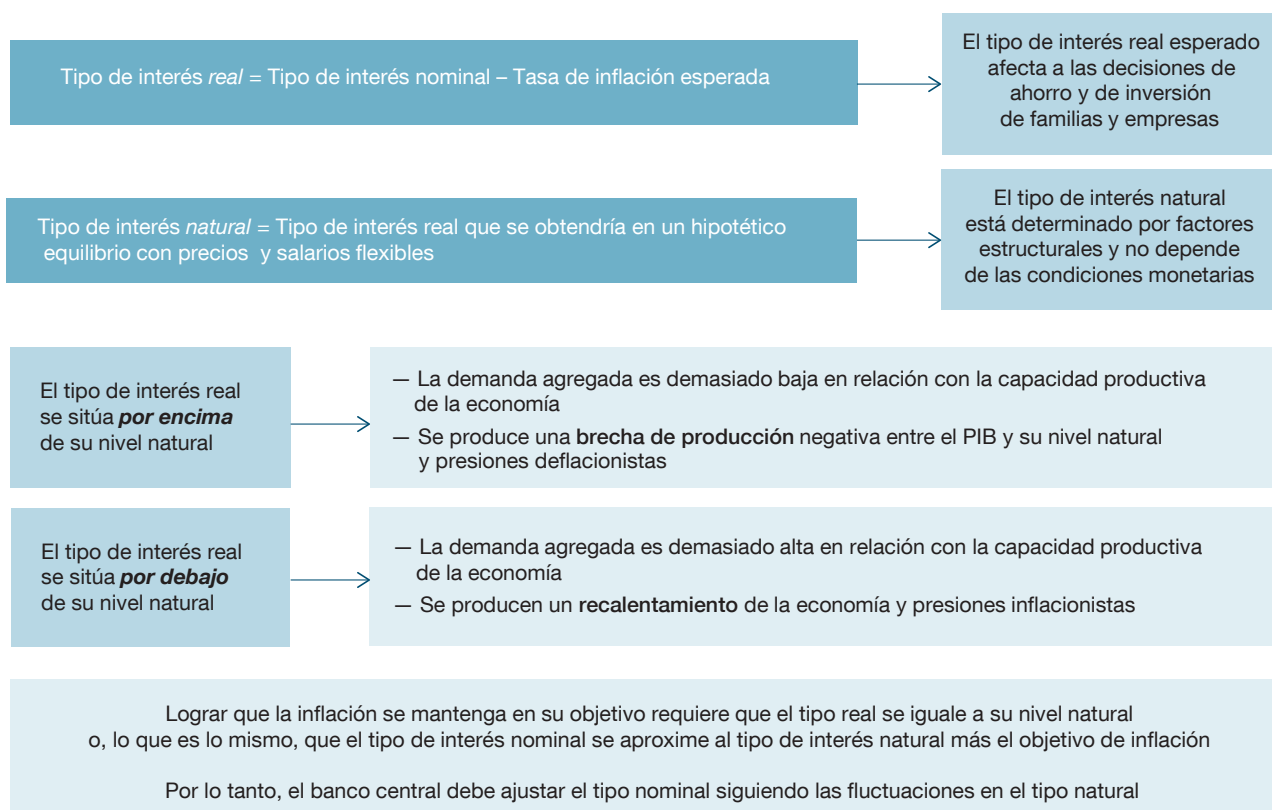 Tipo de interés real = Tipo de interés nominal – Tasa de inflación esperada
El tipo de interés real esperado
afecta a las decisiones de
ahorro y de inversión
de familias y empresas
Tipo de interés natural = Tipo de interés real que se obtendría en un hipotético
equilibrio con precios y salarios flexibles
El tipo de interés natural
está determinado por factores
estructurales y no depende
de las condiciones monetarias
El tipo de interés real
se sitúa por encima
de su nivel natural
— La demanda agregada es demasiado baja en relación con la capacidad productiva
de la economía
— Se produce una brecha de producción negativa entre el PIB y su nivel natural
y presiones deflacionistas
El tipo de interés real
se sitúa por debajo
de su nivel natural
— La demanda agregada es demasiado alta en relación con la capacidad productiva
de la economía
— Se producen un recalentamiento de la economía y presiones inflacionistas
Lograr que la inflación se mantenga en su objetivo requiere que el tipo real se iguale a su nivel natural
o, lo que es lo mismo, que el tipo de interés nominal se aproxime al tipo de interés natural más el objetivo de inflación
Por lo tanto, el banco central debe ajustar el tipo nominal siguiendo las fluctuaciones en el tipo natural